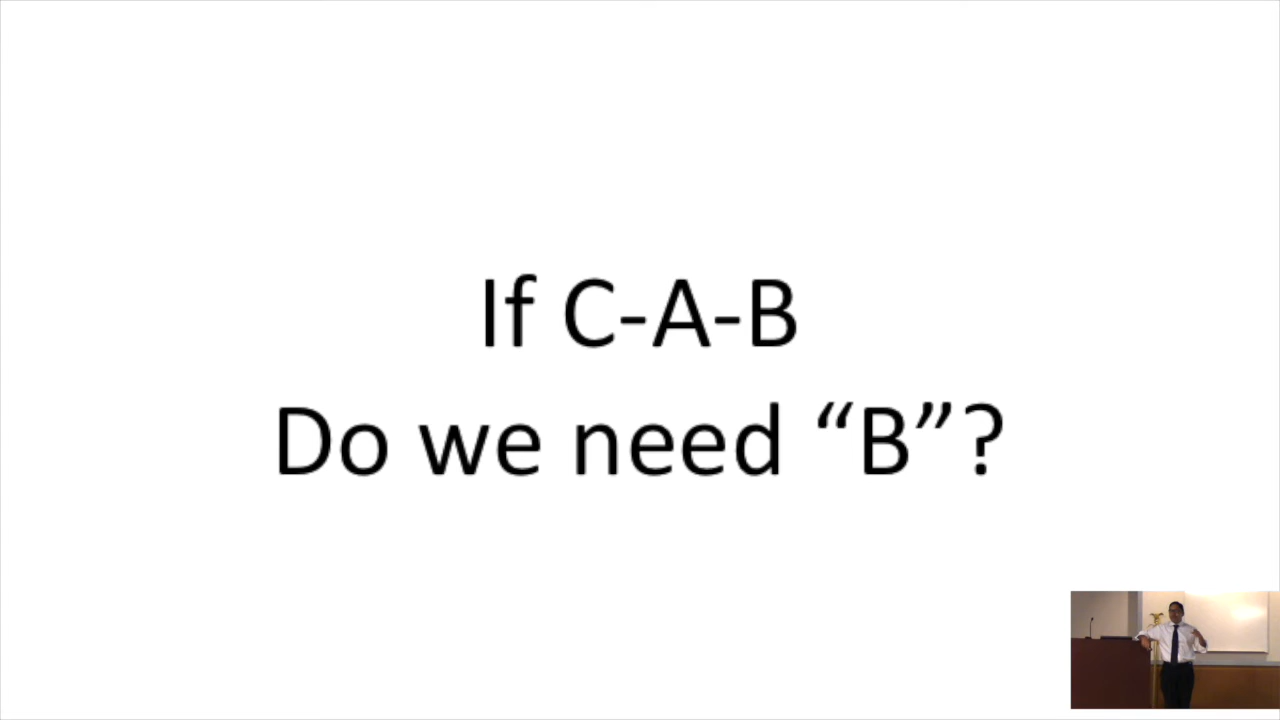 If C-A-B
Do we need “B”?